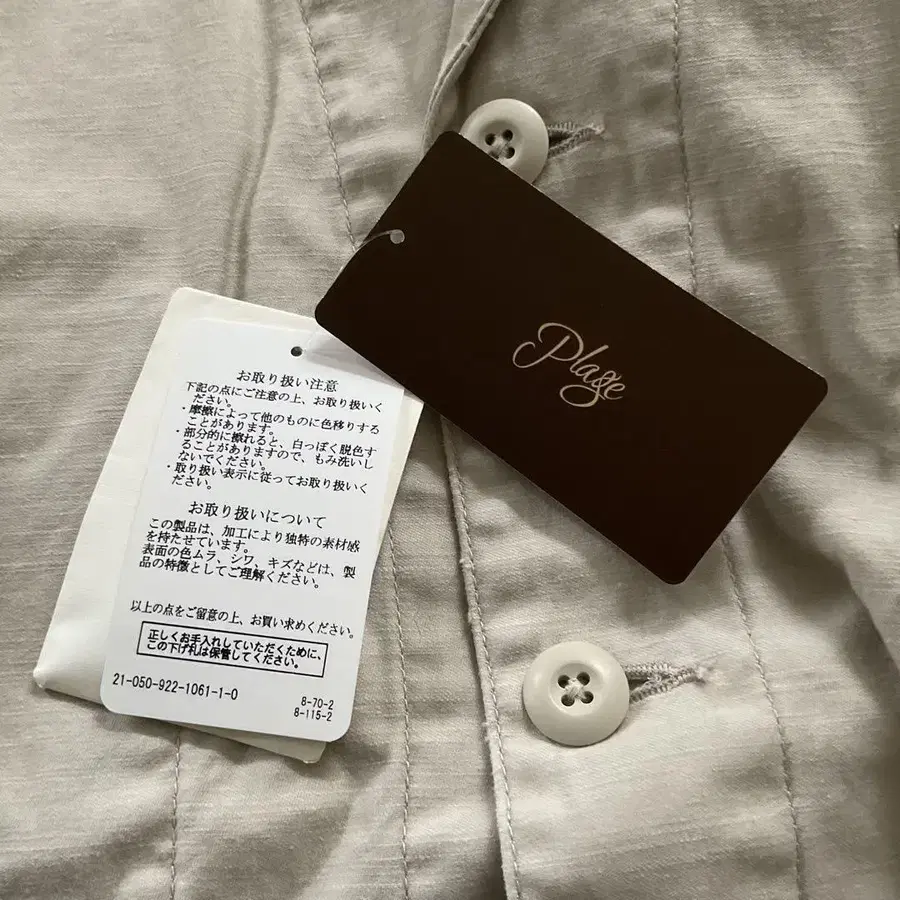 Plage
お取り扱い注意
下記の点にご注意の上、お取り扱いく
ださい。
・摩擦によって他のものに色移りする
ことがあります。
・部分的に擦れると、白っぽく脱色す
ることがありますので、もみ洗いし
ないでください。
・取り扱い表示に従ってお取り扱いく
ださい。
お取り扱いについて
この製品は、加工により独特の素材感
を持たせています。
表面の色ムラ、シワ、キズなどは、製
品の特徴としてご理解ください。
以上の点をご留意の上、お買い求めください。
正しくお手入れしていただくために、
この下げ札は保管してください。
21-050-922-1061-1-0
8-70-2
8-115-2